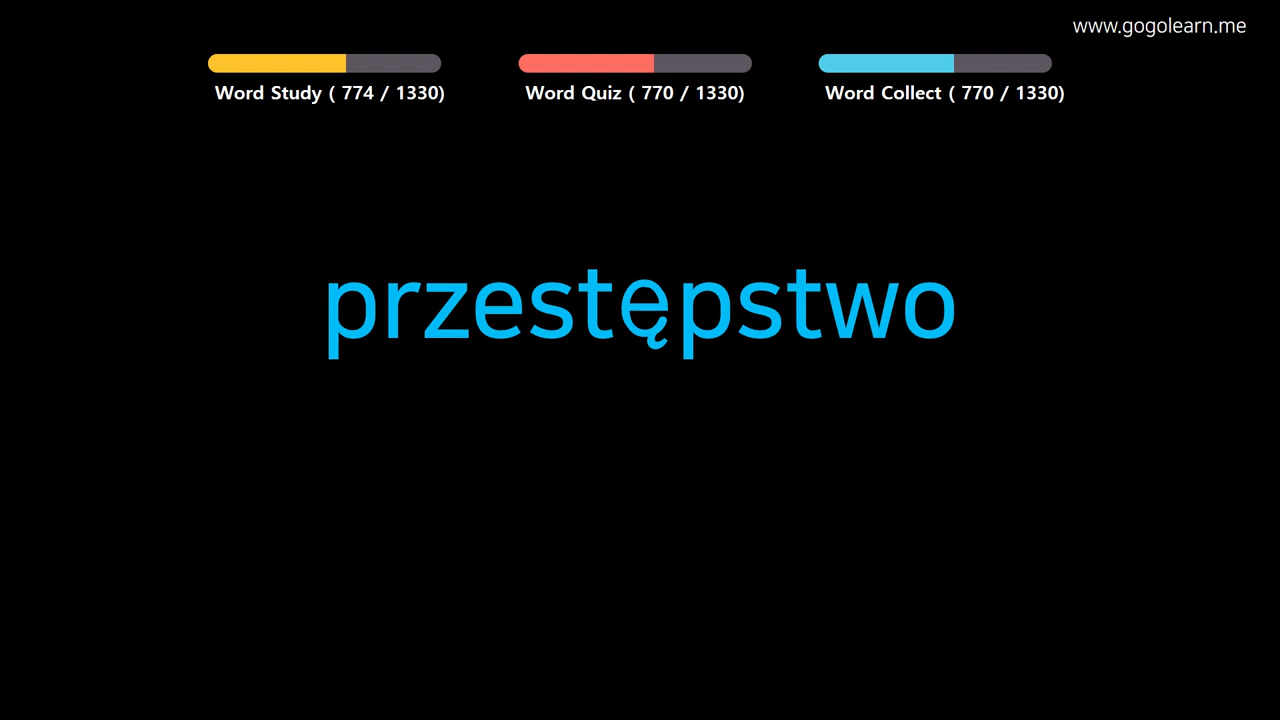 www.gogolearn.me
Word Study ( 774 / 1330)
Word Quiz ( 770 / 1330)
Word Collect ( 770 / 1330)
przestępstwo